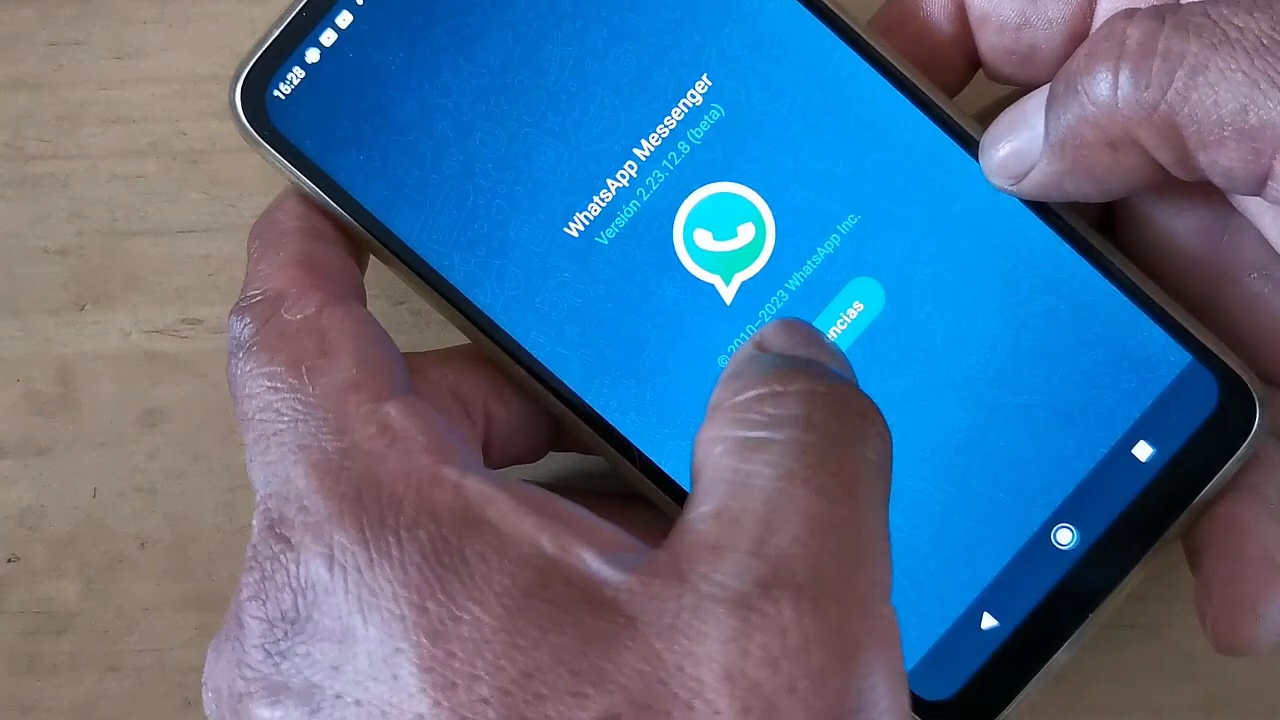 16:28
WhatsApp Messenger
Versión 2.23.12.8 (beta)
© 2010–2023 WhatsApp Inc.